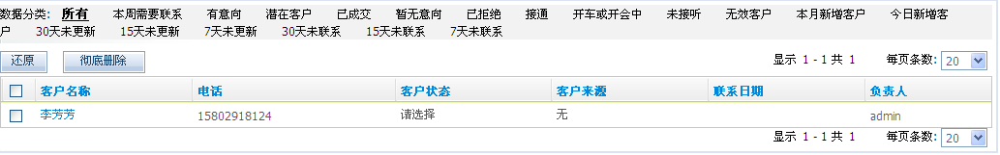 数据分类: 所有 本周需要联系 有意向 潜在客户 已成交 暂无意向 已拒绝 接通 开车或开会中 未接听 无效客户 本月新增客户 今日新增客
户 30天未更新 15天未更新 7天未更新 30天未联系 15天未联系 7天未联系
还原 彻底删除 显示 1 - 1 共 1 每页条数: 20
客户名称 电话 客户状态 客户来源 联系日期 负责人
李芳芳 15802918124 请选择 无 admin
显示 1 - 1 共 1 每页条数: 20